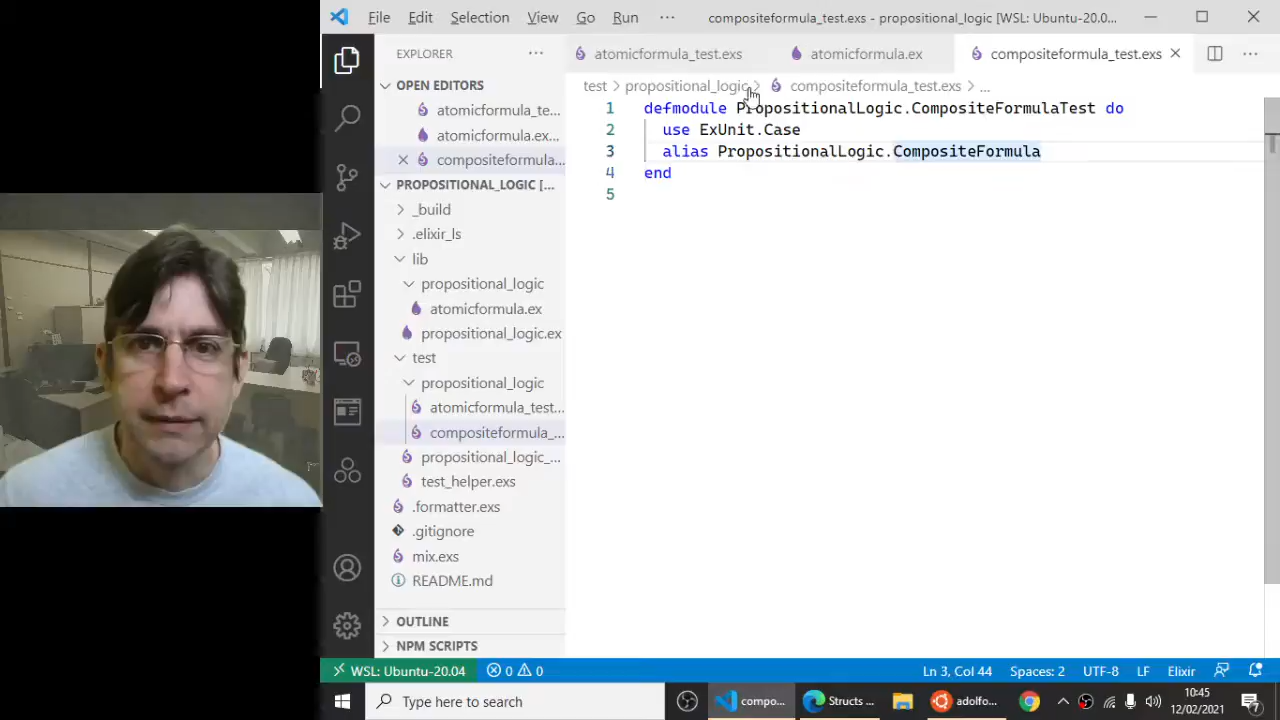 File Edit Selection View Go Run ··· compositeformula_test.exs - propositional_logic [WSL: Ubuntu-20.0...
EXPLORER ···
atomicformula_test.exs atomicformula.ex compositeformula_test.exs
OPEN EDITORS
atomicformula_te...
atomicformula.ex...
compositeformula...
test > propositional_logic > compositeformula_test.exs > ...
1 defmodule PropositionalLogic.CompositeFormulaTest do
2 use ExUnit.Case
3 alias PropositionalLogic.CompositeFormula
4 end
5
PROPOSITIONAL_LOGIC [...
_build
.elixir_ls
lib
propositional_logic
atomicformula.ex
propositional_logic.ex
test
propositional_logic
atomicformula_test...
compositeformula_...
propositional_logic_...
test_helper.exs
.formatter.exs
.gitignore
mix.exs
README.md
OUTLINE
NPM SCRIPTS
WSL: Ubuntu-20.04 0 0 Ln 3, Col 44 Spaces: 2 UTF-8 LF Elixir
Type here to search compo... Structs ... adolfo... 10:45
12/02/2021 7